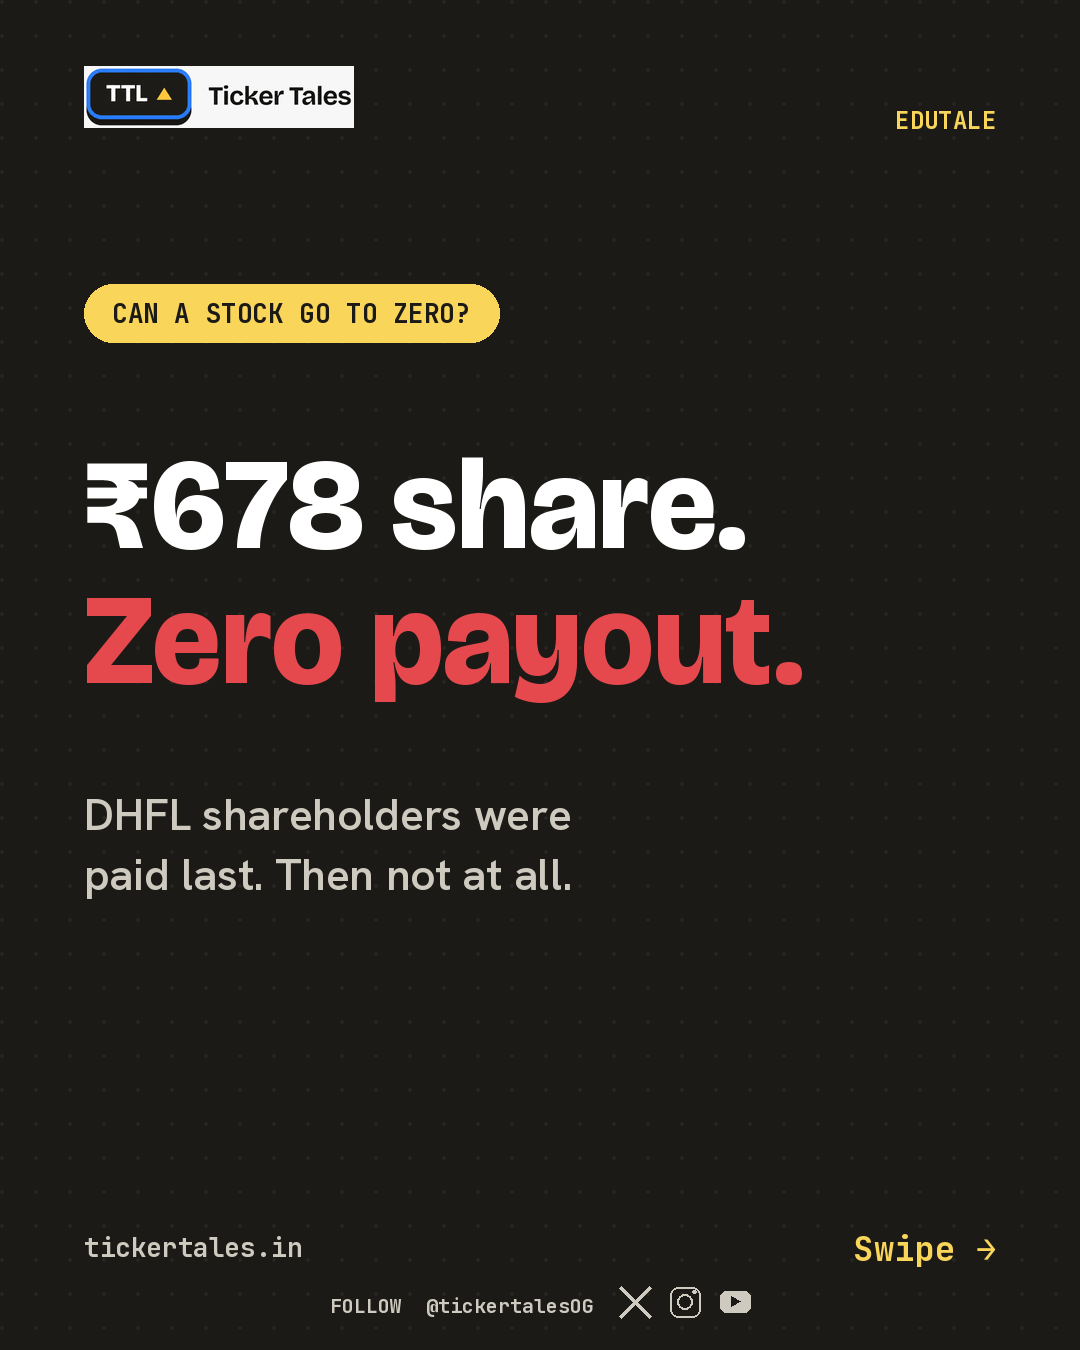 TTL ▲ Ticker Tales
EDUTALE
CAN A STOCK GO TO ZERO?
₹678 share.
Zero payout.
DHFL shareholders were
paid last. Then not at all.
tickertales.in
Swipe →
FOLLOW @tickertalesOG